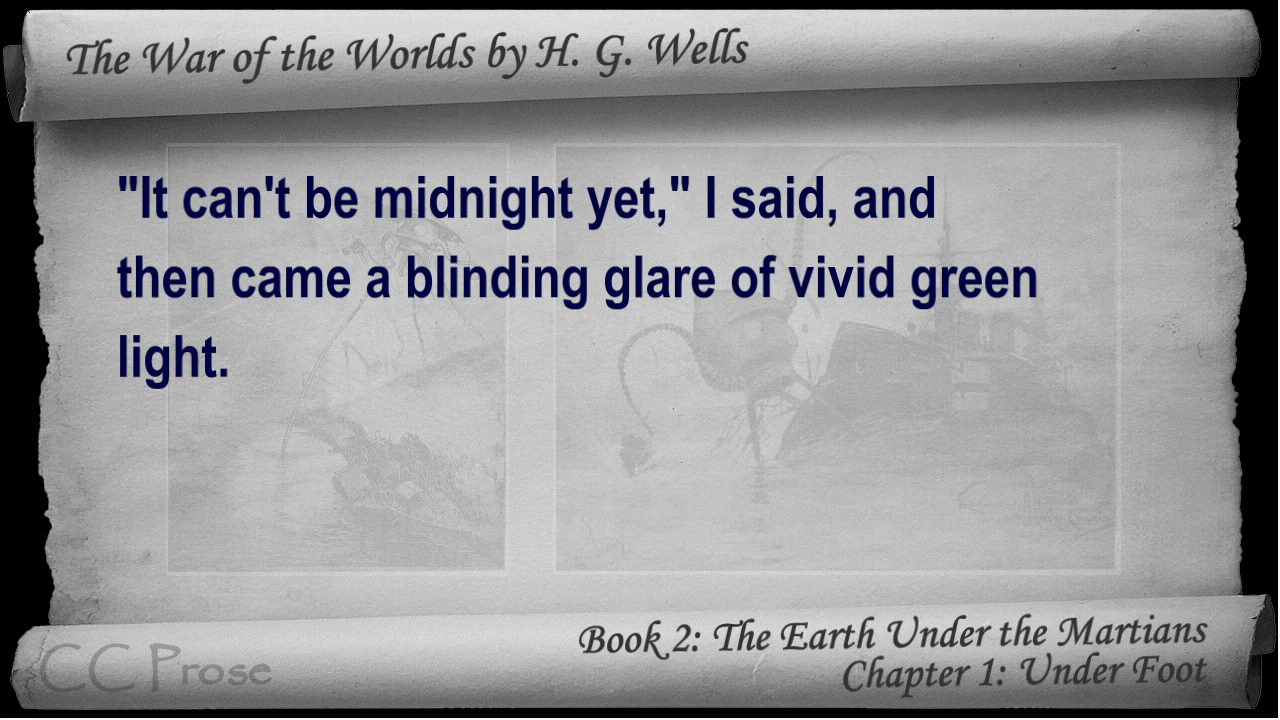 The War of the Worlds by H. G. Wells
"It can't be midnight yet," I said, and
then came a blinding glare of vivid green
light.
Book 2: The Earth Under the Martians
Chapter 1: Under Foot
CC Prose